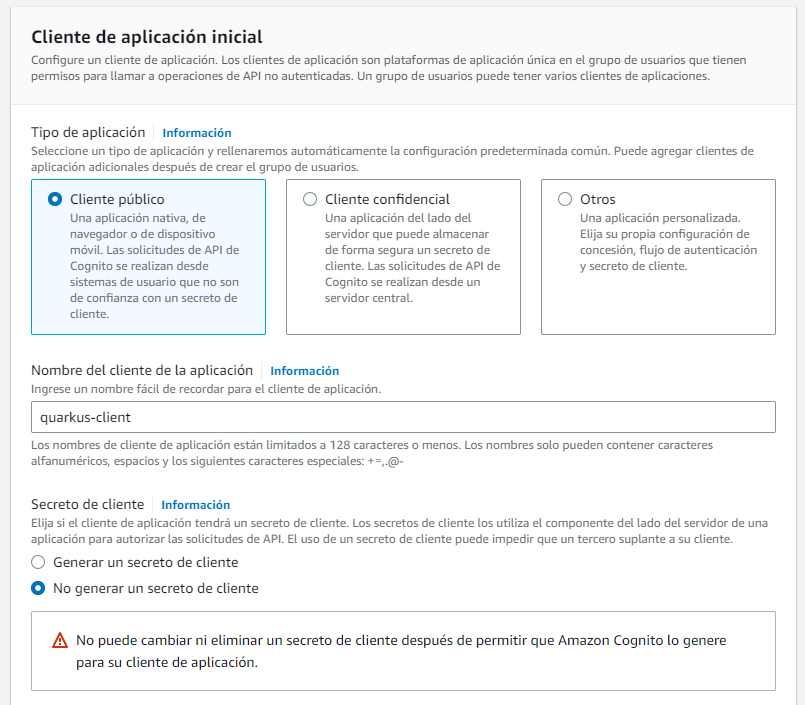 Cliente de aplicación inicial
Configure un cliente de aplicación. Los clientes de aplicación son plataformas de aplicación única en el grupo de usuarios que tienen
permisos para llamar a operaciones de API no autenticadas. Un grupo de usuarios puede tener varios clientes de aplicaciones.
Tipo de aplicación Información
Seleccione un tipo de aplicación y rellenaremos automáticamente la configuración predeterminada común. Puede agregar clientes de
aplicación adicionales después de crear el grupo de usuarios.
Cliente público
Una aplicación nativa, de
navegador o de dispositivo
móvil. Las solicitudes de API de
Cognito se realizan desde
sistemas de usuario que no son
de confianza con un secreto de
cliente.
Cliente confidencial
Una aplicación del lado del
servidor que puede almacenar
de forma segura un secreto de
cliente. Las solicitudes de API de
Cognito se realizan desde un
servidor central.
Otros
Una aplicación personalizada.
Elija su propia configuración de
concesión, flujo de autenticación
y secreto de cliente.
Nombre del cliente de la aplicación Información
Ingrese un nombre fácil de recordar para el cliente de aplicación.
quarkus-client
Los nombres de cliente de aplicación están limitados a 128 caracteres o menos. Los nombres solo pueden contener caracteres
alfanuméricos, espacios y los siguientes caracteres especiales: +=,.@-
Secreto de cliente Información
Elija si el cliente de aplicación tendrá un secreto de cliente. Los secretos de cliente los utiliza el componente del lado del servidor de una
aplicación para autorizar las solicitudes de API. El uso de un secreto de cliente puede impedir que un tercero suplante a su cliente.
Generar un secreto de cliente
No generar un secreto de cliente
No puede cambiar ni eliminar un secreto de cliente después de permitir que Amazon Cognito lo genere
para su cliente de aplicación.